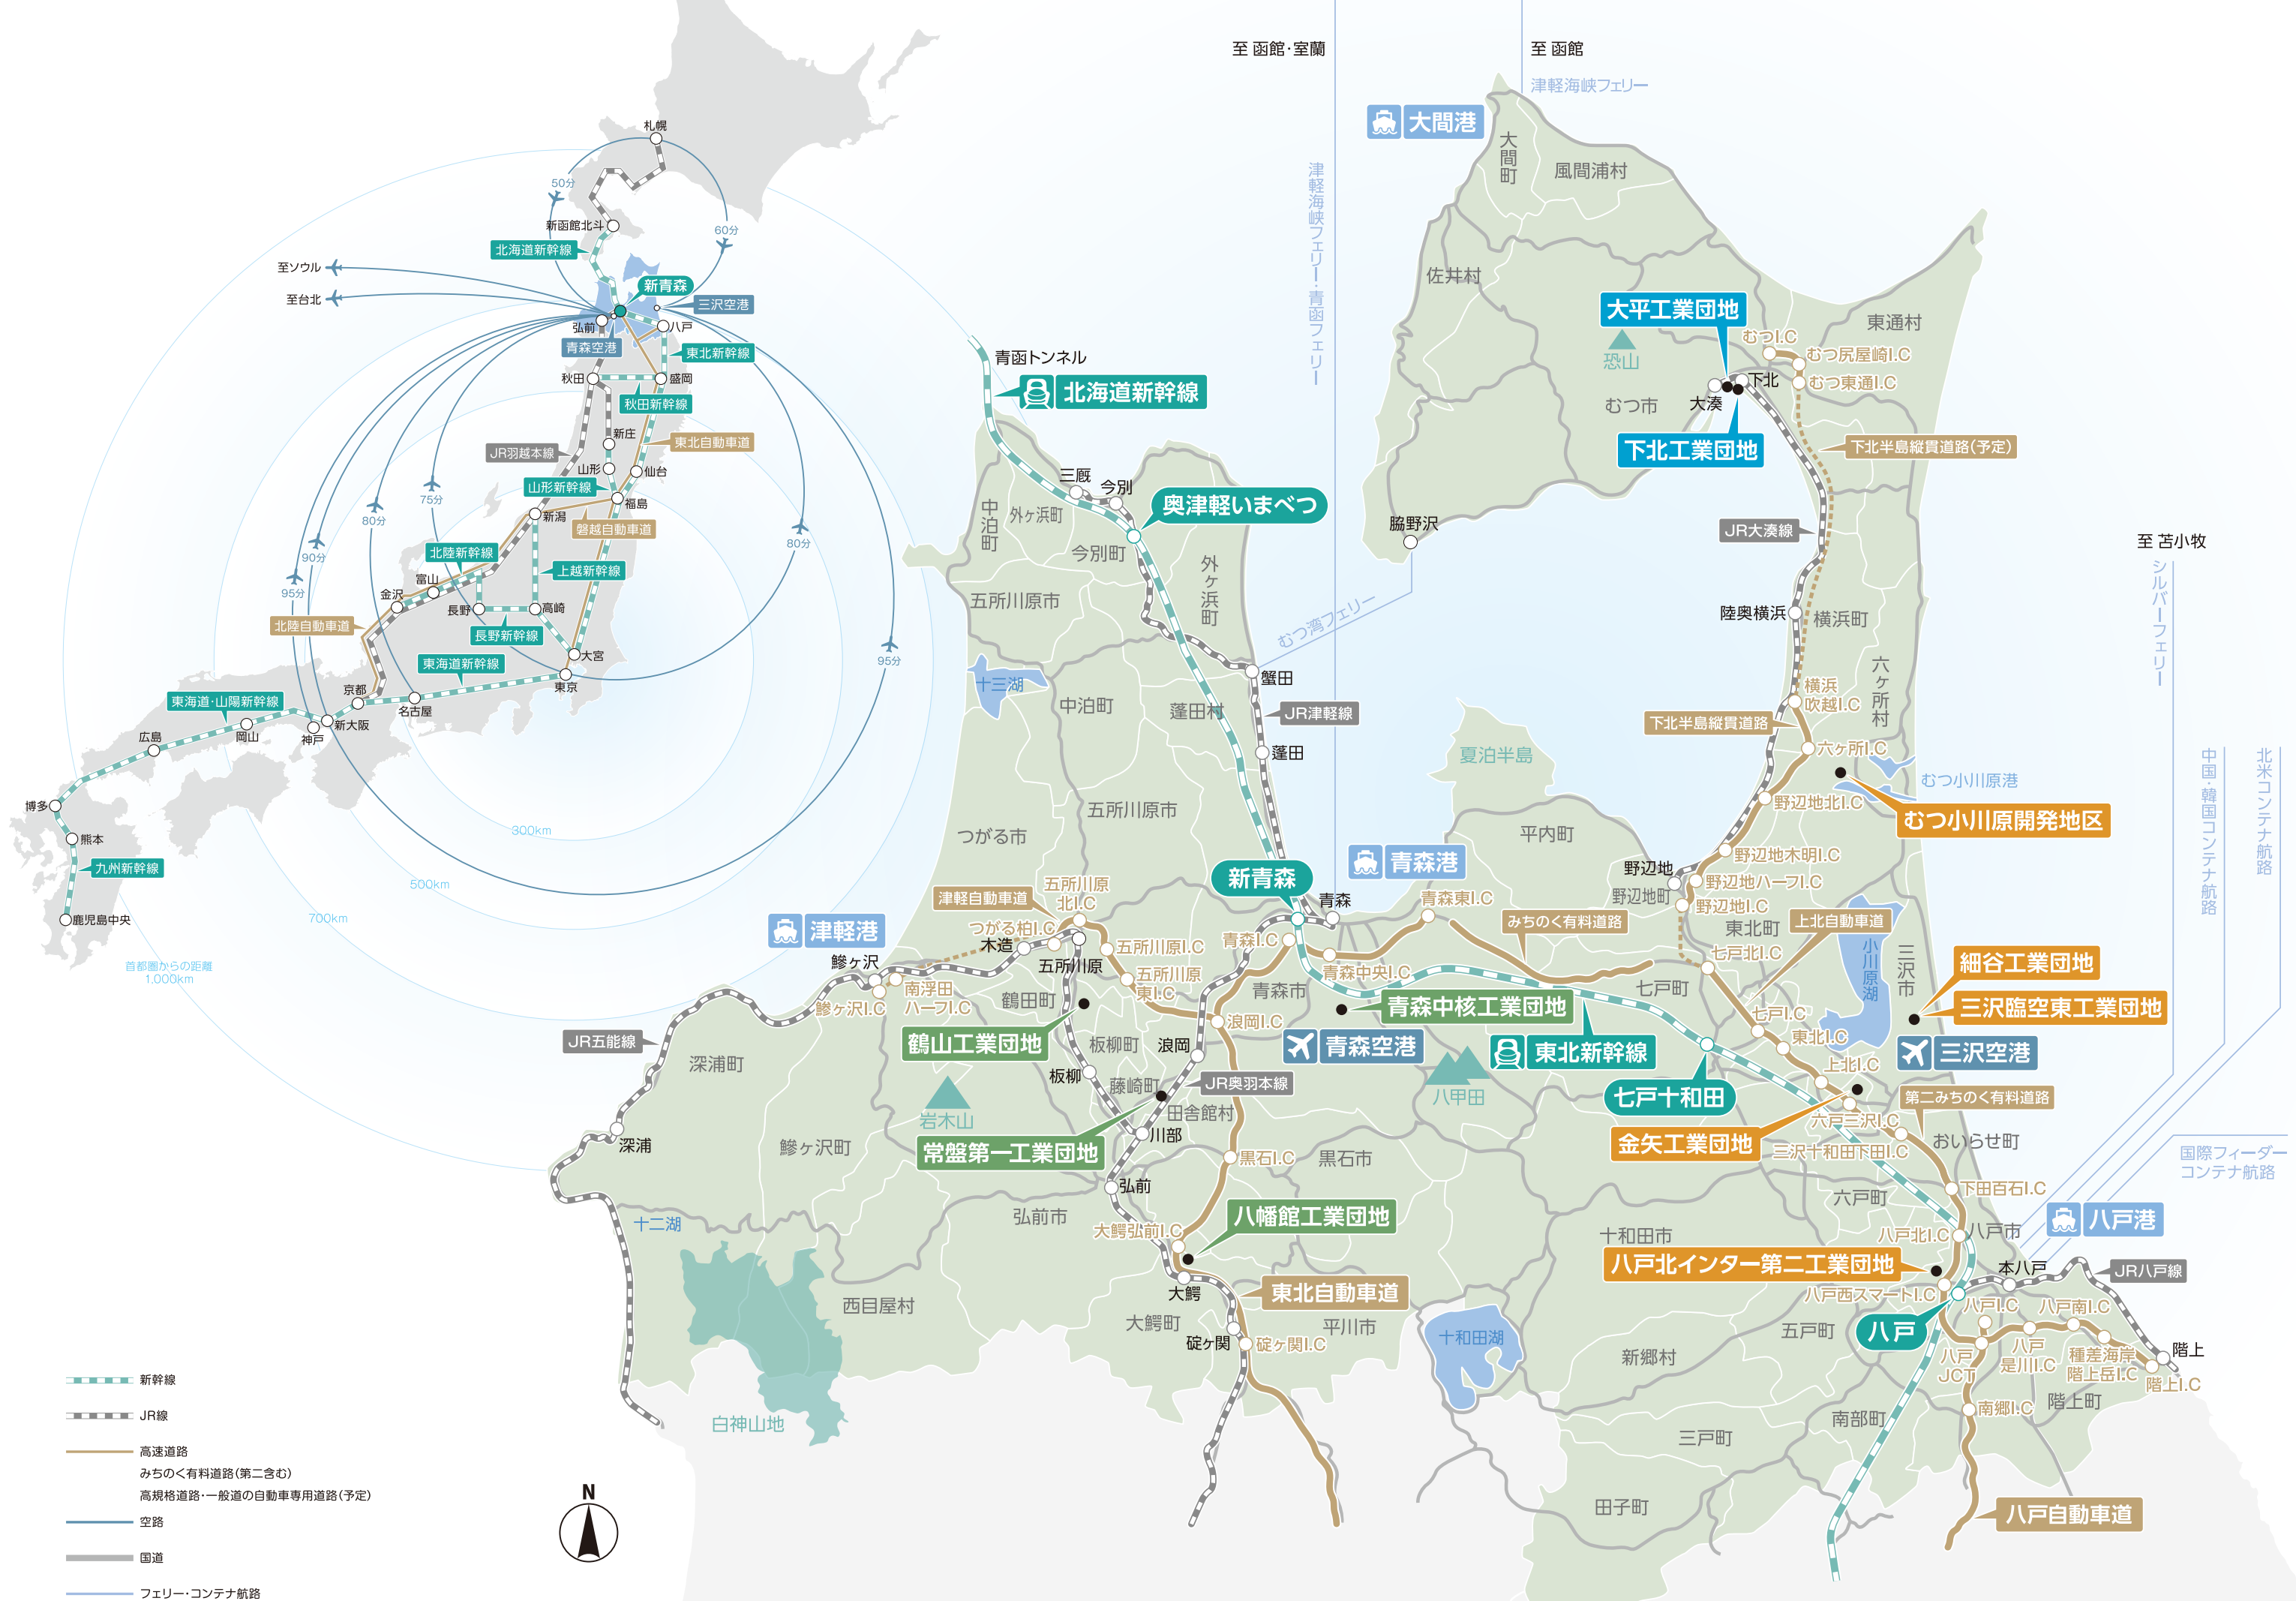 札幌
50分
新函館北斗
60分
北海道新幹線
至ソウル
新青森
至台北
三沢空港
弘前
八戸
青森空港
東北新幹線
秋田
盛岡
秋田新幹線
新庄
東北自動車道
JR羽越本線
山形
仙台
山形新幹線
75分
福島
80分
新潟
磐越自動車道
80分
90分
北陸新幹線
上越新幹線
95分
富山
金沢
長野
高崎
北陸自動車道
長野新幹線
95分
大宮
東海道新幹線
東京
京都
名古屋
東海道・山陽新幹線
新大阪
岡山
神戸
広島
博多
熊本
九州新幹線
鹿児島中央
300km
500km
700km
首都圏からの距離
1,000km
至 函館・室蘭
至 函館
津軽海峡フェリー
大間港
大間町
風間浦村
津軽海峡フェリー・青函フェリー
佐井村
大平工業団地
東通村
むつI.C
恐山
むつ尻屋崎I.C
むつ東通I.C
下北
大湊
むつ市
下北工業団地
下北半島縦貫道路(予定)
脇野沢
JR大湊線
至 苫小牧
シルバーフェリー
青函トンネル
北海道新幹線
三厩
今別
奥津軽いまべつ
中泊町
外ヶ浜町
今別町
外ヶ浜町
五所川原市
むつ湾フェリー
陸奥横浜
横浜町
六ヶ所村
蟹田
十三湖
中泊町
蓬田村
JR津軽線
横浜
吹越I.C
下北半島縦貫道路
六ヶ所I.C
蓬田
夏泊半島
むつ小川原港
中国・韓国コンテナ航路
北米コンテナ航路
野辺地北I.C
五所川原市
つがる市
むつ小川原開発地区
平内町
野辺地木明I.C
青森港
野辺地
新青森
野辺地ハーフI.C
野辺地町
野辺地I.C
五所川原
北I.C
津軽自動車道
青森
青森東I.C
みちのく有料道路
東北町
上北自動車道
津軽港
つがる柏I.C
木造
五所川原I.C
青森I.C
小川原湖
三沢市
七戸北I.C
鰺ヶ沢
五所川原
五所川原
東I.C
青森中央I.C
細谷工業団地
鰺ヶ沢I.C
南浮田
ハーフI.C
鶴田町
青森市
七戸町
青森中核工業団地
三沢臨空東工業団地
浪岡I.C
七戸I.C
JR五能線
鶴山工業団地
板柳町
浪岡
青森空港
東北新幹線
東北I.C
三沢空港
深浦町
上北I.C
板柳
藤崎町
JR奥羽本線
八甲田
七戸十和田
第二みちのく有料道路
岩木山
田舎館村
六戸三沢I.C
深浦
鰺ヶ沢町
常盤第一工業団地
川部
金矢工業団地
三沢十和田下田I.C
おいらせ町
黒石I.C
黒石市
国際フィーダー
コンテナ航路
弘前
下田百石I.C
六戸町
十二湖
弘前市
八幡館工業団地
八戸港
大鰐弘前I.C
十和田市
八戸北I.C
八戸市
八戸北インター第二工業団地
本八戸
JR八戸線
大鰐
東北自動車道
八戸西スマートI.C
八戸I.C
八戸南I.C
西目屋村
大鰐町
平川市
十和田湖
五戸町
八戸
碇ヶ関
碇ヶ関I.C
新郷村
八戸
JCT
八戸
是川I.C
種差海岸
階上岳I.C
階上
階上I.C
南郷I.C
階上町
白神山地
南部町
三戸町
田子町
八戸自動車道
新幹線
JR線
高速道路
みちのく有料道路(第二含む)
高規格道路・一般道の自動車専用道路(予定)
空路
国道
フェリー・コンテナ航路
N